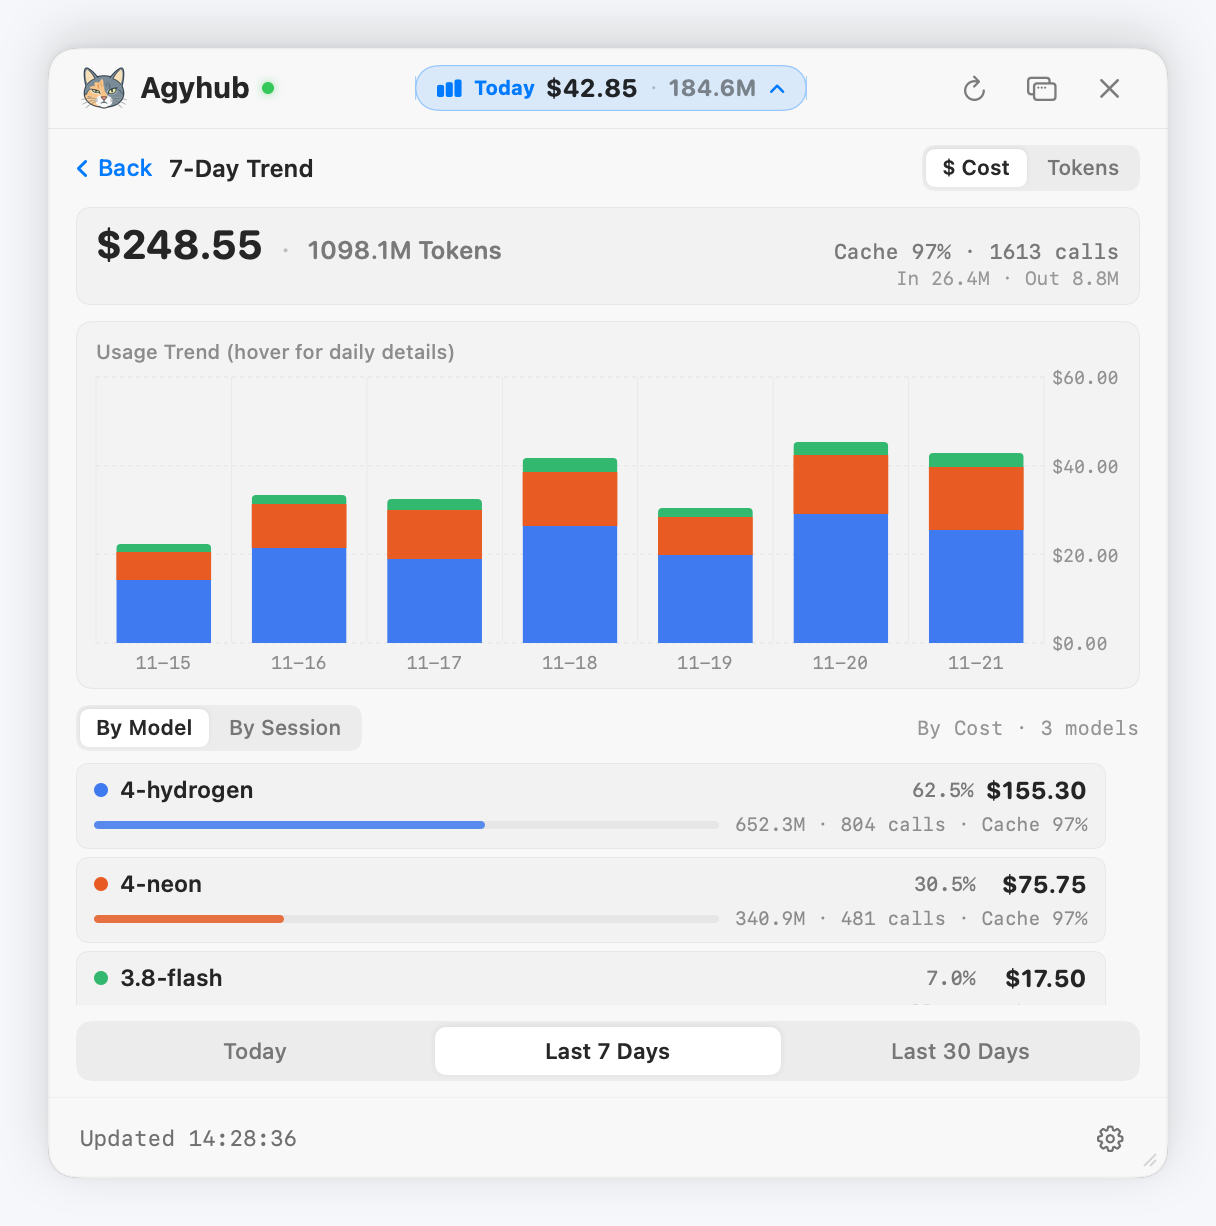 Agyhub
Today $42.85 · 184.6M
Back 7-Day Trend
$ Cost Tokens
$248.55 · 1098.1M Tokens
Cache 97% · 1613 calls
In 26.4M · Out 8.8M
Usage Trend (hover for daily details)
$60.00
$40.00
$20.00
$0.00
11-15 11-16 11-17 11-18 11-19 11-20 11-21
By Model By Session
By Cost · 3 models
4-hydrogen 62.5% $155.30
652.3M · 804 calls · Cache 97%
4-neon 30.5% $75.75
340.9M · 481 calls · Cache 97%
3.8-flash 7.0% $17.50
Today Last 7 Days Last 30 Days
Updated 14:28:36